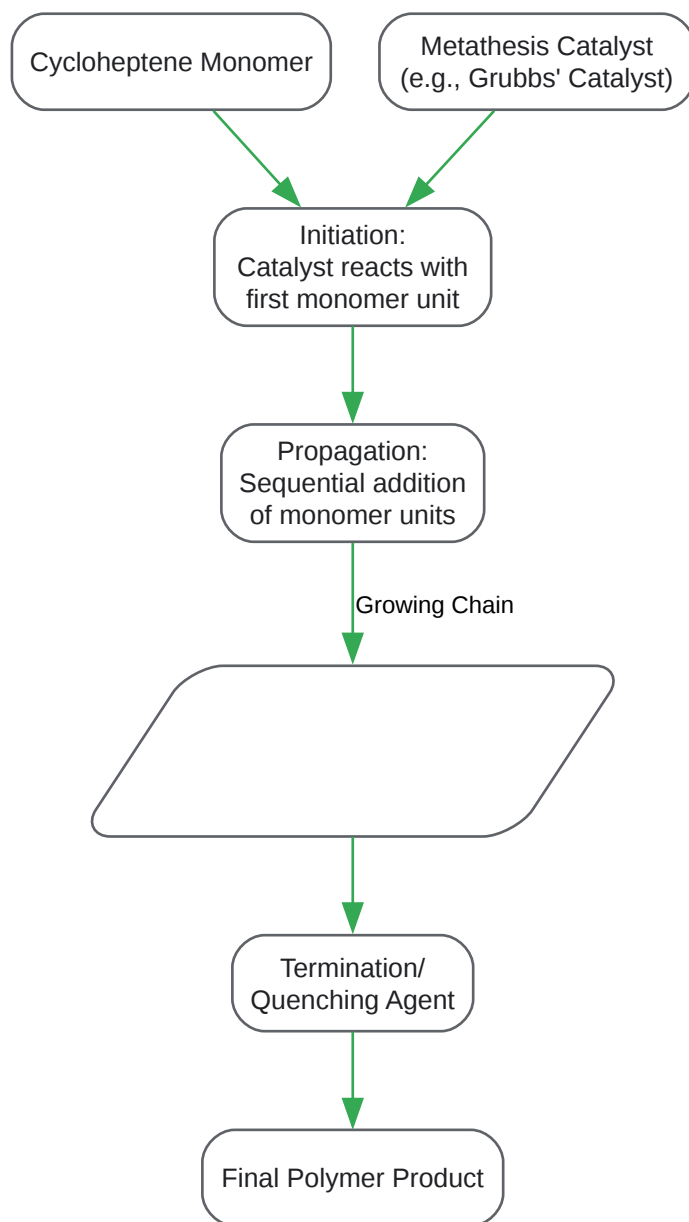 Cycloheptene Monomer
Metathesis Catalyst
(e.g., Grubbs' Catalyst)
Initiation:
Catalyst reacts with
first monomer unit
Propagation:
Sequential addition
of monomer units
Growing Chain
Termination/
Quenching Agent
Final Polymer Product